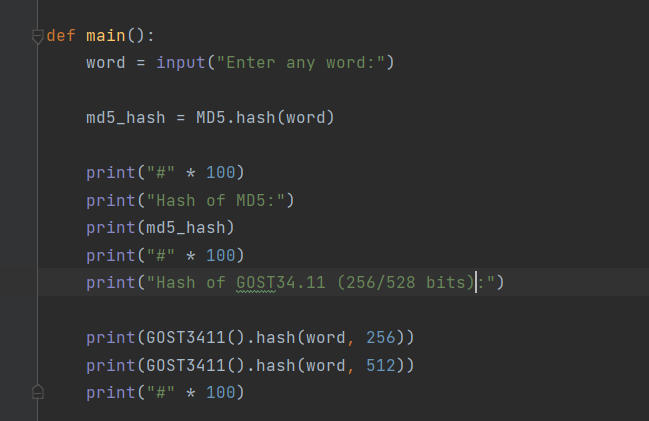 def main():
word = input("Enter any word:")
md5_hash = MD5.hash(word)
print("#" * 100)
print("Hash of MD5:")
print(md5_hash)
print("#" * 100)
print("Hash of GOST34.11 (256/528 bits):")
print(GOST3411().hash(word, 256))
print(GOST3411().hash(word, 512))
print("#" * 100)